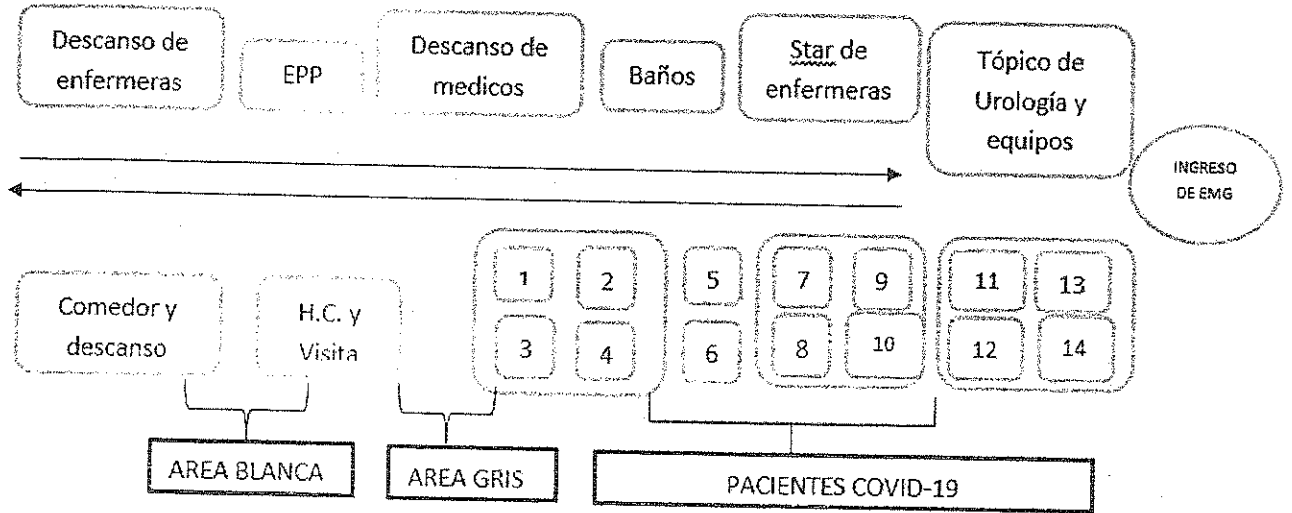 Descanso de
enfermeras
EPP
Descanso de
medicos
Baños
Star de
enfermeras
Tópico de
Urología y
equipos
INGRESO
DE EMG
Comedor y
descanso
H.C. y
Visita
1
2
5
7
9
11
13
3
4
6
8
10
12
14
AREA BLANCA
AREA GRIS
PACIENTES COVID-19